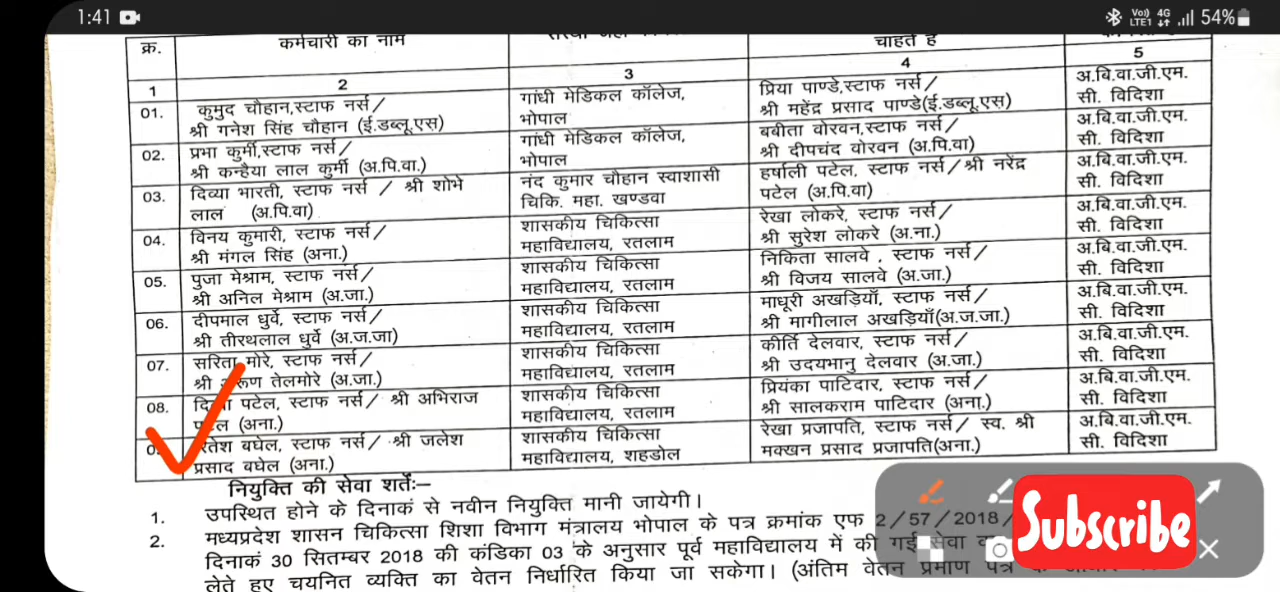 1:41
Vo)) 4G
LTE1 54%
क्र. कर्मचारी का नाम चाहते हैं
1 2 3 4 5
01. कुमुद चौहान,स्टाफ नर्स/ गांधी मेडिकल कॉलेज, प्रिया पाण्डे,स्टाफ नर्स/ अ.बि.वा.जी.एम.
श्री गनेश सिंह चौहान (ई.डब्लू.एस) भोपाल श्री महेंद्र प्रसाद पाण्डे(ई.डब्लू.एस) सी. विदिशा
02. प्रभा कुर्मी,स्टाफ नर्स/ गांधी मेडिकल कॉलेज, बबीता वोरवन,स्टाफ नर्स/ अ.बि.वा.जी.एम.
श्री कन्हैया लाल कुर्मी (अ.पि.वा.) भोपाल श्री दीपचंद वोरवन (अ.पि.वा) सी. विदिशा
03. दिव्या भारती, स्टाफ नर्स / श्री शोभे नंद कुमार चौहान स्वाशासी हर्षाली पटेल, स्टाफ नर्स/श्री नरेंद्र अ.बि.वा.जी.एम.
लाल (अ.पि.वा) चिकि. महा. खण्डवा पटेल (अ.पि.वा) सी. विदिशा
04. विनय कुमारी, स्टाफ नर्स/ शासकीय चिकित्सा रेखा लोकरे, स्टाफ नर्स/ अ.बि.वा.जी.एम.
श्री मंगल सिंह (अना.) महाविद्यालय, रतलाम श्री सुरेश लोकरे (अ.ना.) सी. विदिशा
05. पुजा मेश्राम, स्टाफ नर्स/ शासकीय चिकित्सा निकिता सालवे , स्टाफ नर्स/ अ.बि.वा.जी.एम.
श्री अनिल मेश्राम (अ.जा.) महाविद्यालय, रतलाम श्री विजय सालवे (अ.जा.) सी. विदिशा
06. दीपमाल धुर्वे, स्टाफ नर्स/ शासकीय चिकित्सा माधूरी अखड़ियाँ, स्टाफ नर्स/ अ.बि.वा.जी.एम.
श्री तीरथलाल धुर्वे (अ.ज.जा) महाविद्यालय, रतलाम श्री मागीलाल अखड़ियाँ(अ.ज.जा.) सी. विदिशा
07. सरिता मोरे, स्टाफ नर्स/ शासकीय चिकित्सा कीर्ति देलवार, स्टाफ नर्स/ अ.बि.वा.जी.एम.
श्री तेलमोरे (अ.जा.) महाविद्यालय, रतलाम श्री उदयभानु देलवार (अ.जा.) सी. विदिशा
08. पटेल, स्टाफ नर्स/ श्री अभिराज शासकीय चिकित्सा प्रियंका पाटिदार, स्टाफ नर्स/ अ.बि.वा.जी.एम.
(अना.) महाविद्यालय, रतलाम श्री सालकराम पाटिदार (अना.) सी. विदिशा
बघेल, स्टाफ नर्स/ श्री जलेश शासकीय चिकित्सा रेखा प्रजापति, स्टाफ नर्स/ स्व. श्री अ.बि.वा.जी.एम.
प्रसाद बघेल (अना.) महाविद्यालय, शहडोल मक्खन प्रसाद प्रजापति(अना.) सी. विदिशा
नियुक्ति की सेवा शर्तेः—
1. उपस्थित होने के दिनाक से नवीन नियुक्ति मानी जायेगी।
2. मध्यप्रदेश शासन चिकित्सा शिशा विभाग मंत्रालय भोपाल के पत्र क्रमांक एफ 2/57/2018/
दिनाकं 30 सितम्बर 2018 की कंडिका 03 के अनुसार पूर्व महाविद्यालय में की गई सेवा
लेते हुए चयनित व्यक्ति का वेतन निर्धारित किया जा सकेगा। (अंतिम वेतन प्रमाण पत्र
Subscribe